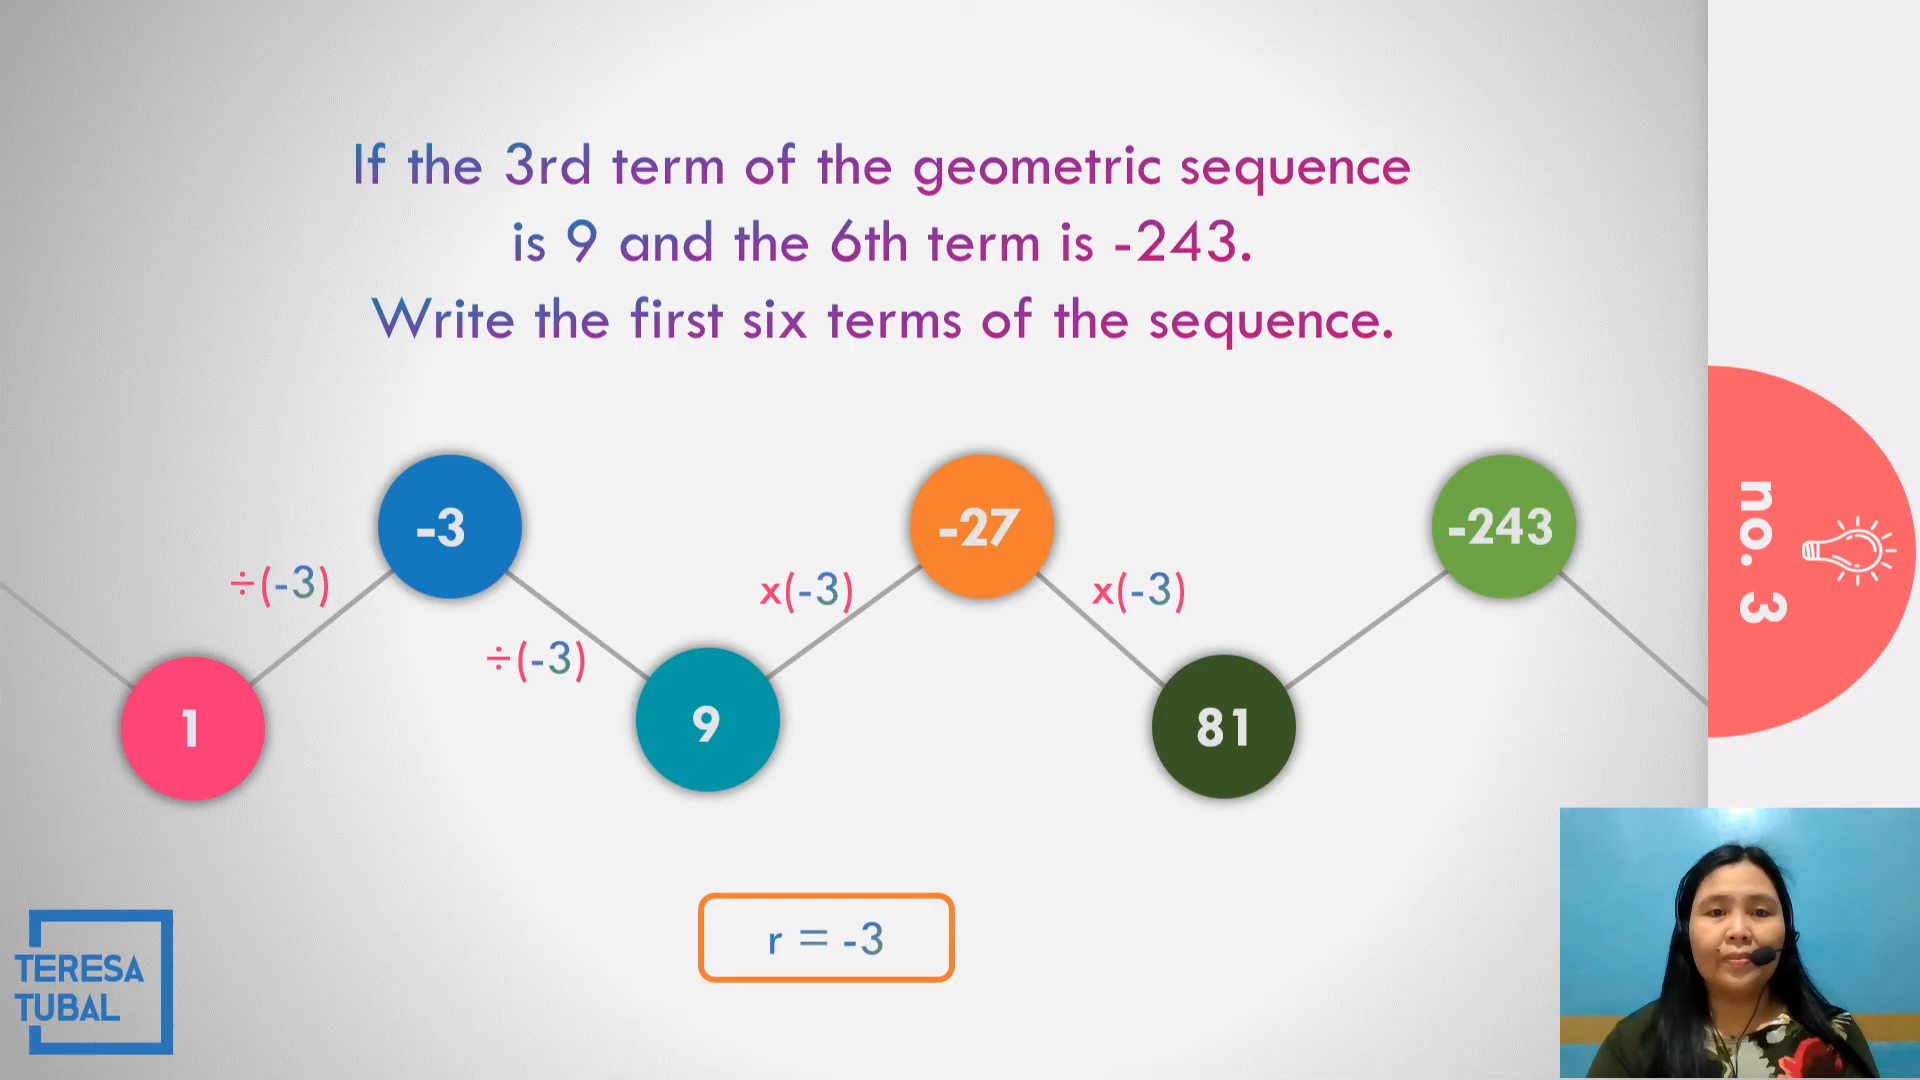 If the 3rd term of the geometric sequence
is 9 and the 6th term is -243.
Write the first six terms of the sequence.
-3
-27
-243
÷(-3)
x(-3)
x(-3)
÷(-3)
1
9
81
r = -3
no. 3
TERESA
TUBAL